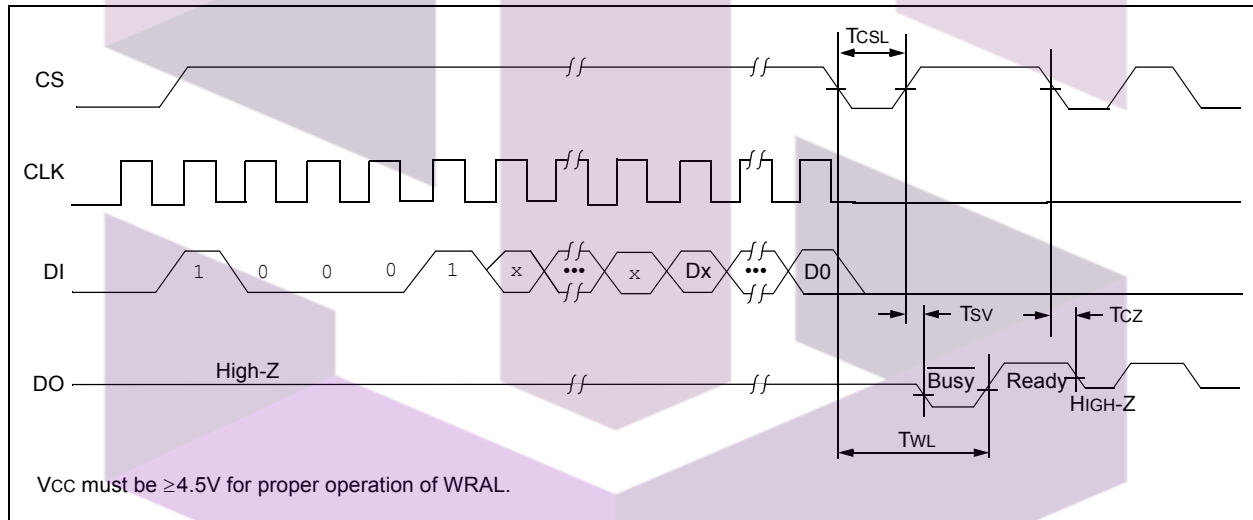 TCSL
CS
CLK
DI 1 0 0 0 1 x ••• x Dx ••• D0
TSV TCZ
DO High-Z Busy Ready
HIGH-Z
TWL
VCC must be ≥4.5V for proper operation of WRAL.